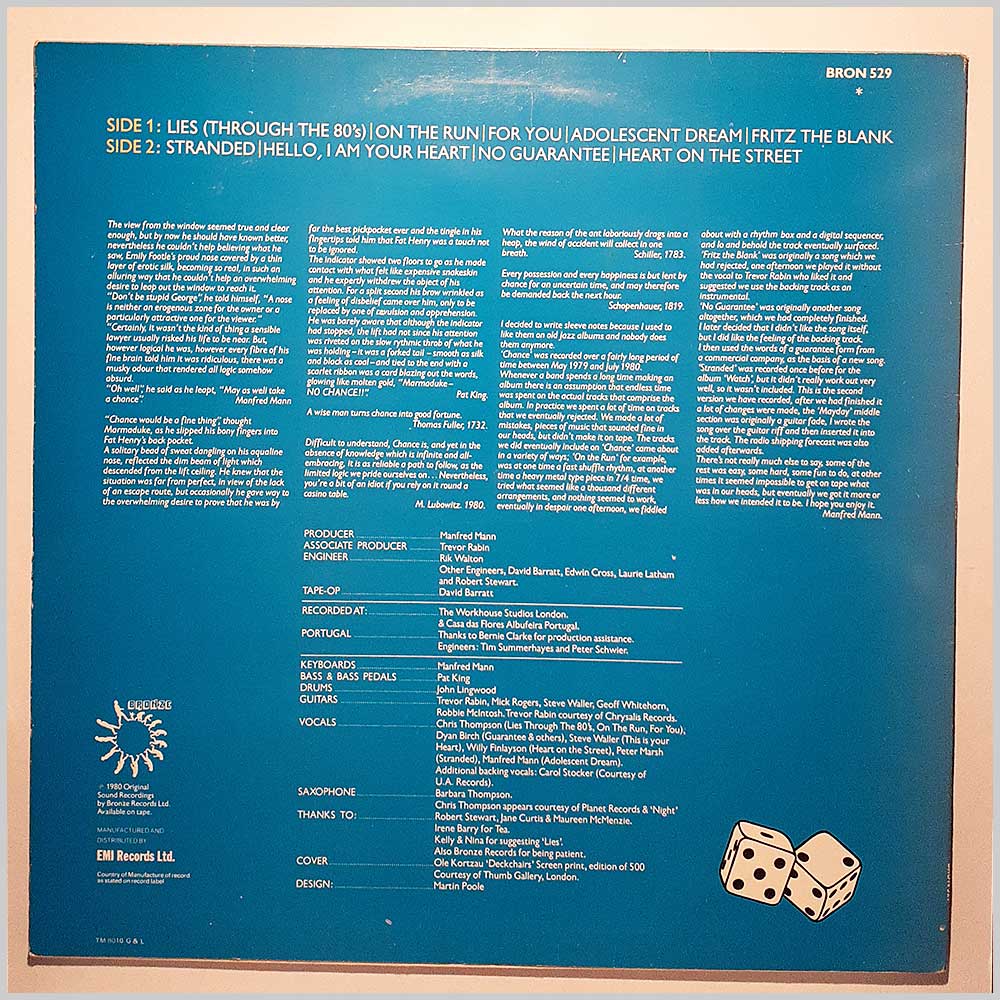 BRON 529
*
SIDE 1: LIES (THROUGH THE 80's)|ON THE RUN|FOR YOU|ADOLESCENT DREAM|FRITZ THE BLANK
SIDE 2: STRANDED|HELLO, I AM YOUR HEART|NO GUARANTEE|HEART ON THE STREET
The view from the window seemed true and clear
enough, but by now he should have known better,
nevertheless he couldn't help believing what he
saw, Emily Footle's proud nose covered by a thin
layer of erotic silk, becoming so real, in such an
alluring way that he couldn't help an overwhelming
desire to leap out the window to reach it.
"Don't be stupid George", he told himself, "A nose
is neither an erogenous zone for the owner or a
particularly attractive one for the viewer."
"Certainly, it wasn't the kind of thing a sensible
lawyer usually risked his life to be near. But,
however logical he was, however every fibre of his
fine brain told him it was ridiculous, there was a
musky odour that rendered all logic somehow
absurd.
"Oh well", he said as he leapt, "May as well take
a chance". Manfred Mann
"Chance would be a fine thing", thought
Marmaduke, as he slipped his bony fingers into
Fat Henry's back pocket.
A solitary bead of sweat dangling on his aqualine
nose, reflected the dim beam of light which
descended from the lift ceiling. He knew that the
situation was far from perfect, in view of the lack
of an escape route, but occasionally he gave way to
the overwhelming desire to prove that he was by
far the best pickpocket ever and the tingle in his
fingertips told him that Fat Henry was a touch not
to be ignored.
The indicator showed two floors to go as he made
contact with what felt like expensive snakeskin
and he expertly withdrew the object of his
attention. For a split second his brow wrinkled as
a feeling of disbelief came over him, only to be
replaced by one of revulsion and apprehension.
He was barely aware that although the indicator
had stopped, the lift had not since his attention
was riveted on the slow rythmic throb of what he
was holding – it was a forked tail – smooth as silk
and black as coal – and tied to the end with a
scarlet ribbon was a card blazing out the words,
glowing like molten gold, "Marmaduke –
NO CHANCE!!". Pat King.
A wise man turns chance into good fortune.
Thomas Fuller, 1732.
Difficult to understand, Chance is, and yet in the
absence of knowledge which is infinite and all-
embracing, it is as reliable a path to follow, as the
limited logic we pride ourselves on... Nevertheless,
you're a bit of an idiot if you rely on it round a
casino table.
M. Lubowitz. 1980.
What the reason of the ant laboriously drags into a
heap, the wind of accident will collect in one
breath. Schiller, 1783.
Every possession and every happiness is but lent by
chance for an uncertain time, and may therefore
be demanded back the next hour.
Schopenhauer, 1819.
I decided to write sleeve notes because I used to
like them on old jazz albums and nobody does
them anymore.
'Chance' was recorded over a fairly long period of
time between May 1979 and July 1980.
Whenever a band spends a long time making an
album there is an assumption that endless time
was spent on the actual tracks that comprise the
album. In practice we spent a lot of time on tracks
that we eventually rejected. We made a lot of
mistakes, pieces of music that sounded fine in
our heads, but didn't make it on tape. The tracks
we did eventually include on 'Chance' came about
in a variety of ways; 'On the Run' for example,
was at one time a fast shuffle rhythm, at another
time a heavy metal type piece in 7/4 time, we
tried what seemed like a thousand different
arrangements, and nothing seemed to work,
eventually in despair one afternoon, we fiddled
about with a rhythm box and a digital sequencer,
and lo and behold the track eventually surfaced.
'Fritz the Blank' was originally a song which we
had rejected, one afternoon we played it without
the vocal to Trevor Rabin who liked it and
suggested we use the backing track as an
instrumental.
'No Guarantee' was originally another song
altogether, which we had completely finished.
I later decided that I didn't like the song itself,
but I did like the feeling of the backing track.
I then used the words of a guarantee form from
a commercial company, as the basis of a new song.
'Stranded' was recorded once before for the
album 'Watch', but it didn't really work out very
well, so it wasn't included. This is the second
version we have recorded, after we had finished it
a lot of changes were made, the 'Mayday' middle
section was originally a guitar fade, I wrote the
song over the guitar riff and then inserted it into
the track. The radio shipping forecast was also
added afterwards.
There's not really much else to say, some of the
rest was easy, some hard, some fun to do, at other
times it seemed impossible to get on tape what
was in our heads, but eventually we got it more or
less how we intended it to be. I hope you enjoy it.
Manfred Mann.
PRODUCER Manfred Mann
ASSOCIATE PRODUCER Trevor Rabin
ENGINEER Rik Walton
Other Engineers, David Barratt, Edwin Cross, Laurie Latham
and Robert Stewart.
TAPE-OP David Barratt
RECORDED AT: The Workhouse Studios London.
& Casa das Flores Albufeira Portugal.
PORTUGAL Thanks to Bernie Clarke for production assistance.
Engineers: Tim Summerhayes and Peter Schwier.
KEYBOARDS Manfred Mann
BASS & BASS PEDALS Pat King
DRUMS John Lingwood
GUITARS Trevor Rabin, Mick Rogers, Steve Waller, Geoff Whitehorn,
Robbie McIntosh. Trevor Rabin courtesy of Chrysalis Records.
VOCALS Chris Thompson (Lies Through The 80's, On The Run, For You),
Dyan Birch (Guarantee & others), Steve Waller (This is your
Heart), Willy Finlayson (Heart on the Street), Peter Marsh
(Stranded), Manfred Mann (Adolescent Dream).
Additional backing vocals: Carol Stocker (Courtesy of
U.A. Records).
SAXOPHONE Barbara Thompson.
Chris Thompson appears courtesy of Planet Records & 'Night'
THANKS TO: Robert Stewart, Jane Curtis & Maureen McMenzie.
Irene Barry for Tea.
Kelly & Nina for suggesting 'Lies'.
Also Bronze Records for being patient.
COVER Ole Kortzau 'Deckchairs' Screen print, edition of 500
Courtesy of Thumb Gallery, London.
DESIGN: Martin Poole
BRONZE
℗ 1980 Original
Sound Recordings
by Bronze Records Ltd.
Available on tape.
MANUFACTURED AND
DISTRIBUTED BY
EMI Records Ltd.
Country of Manufacture of record
as stated on record label
TM 8010 G & L